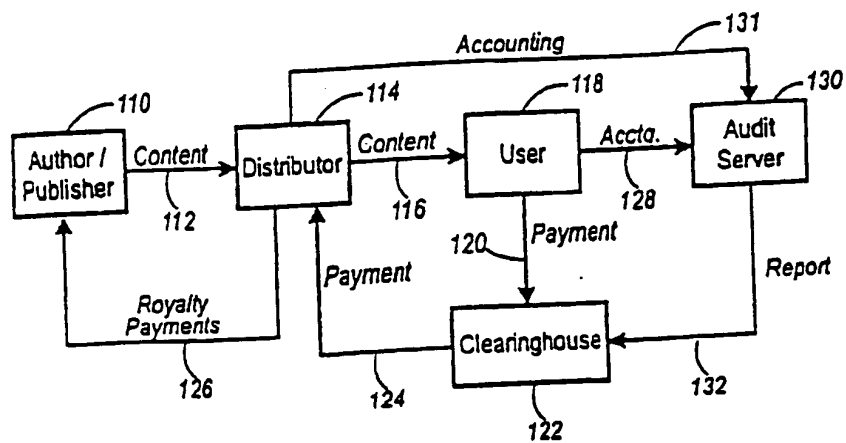 Accounting
131
110
114
118
130
Author /
Publisher
Content
112
Distributor
Content
116
User
Accta.
128
Audit
Server
120
Payment
Payment
Report
Royalty
Payments
126
124
Clearinghouse
122
132